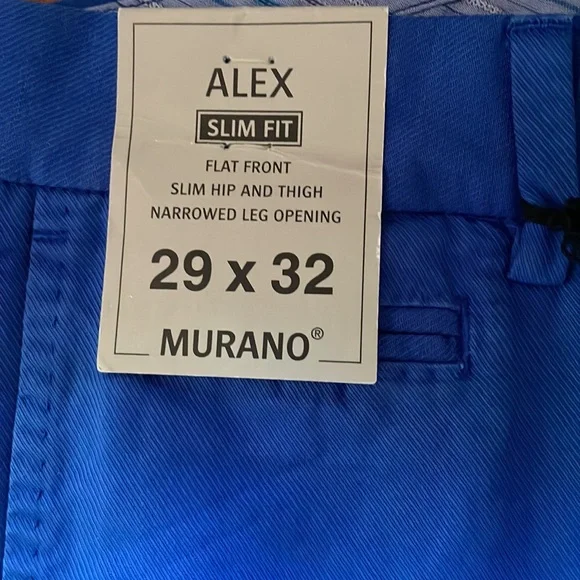 ALEX
SLIM FIT
FLAT FRONT
SLIM HIP AND THIGH
NARROWED LEG OPENING
29 x 32
MURANO®